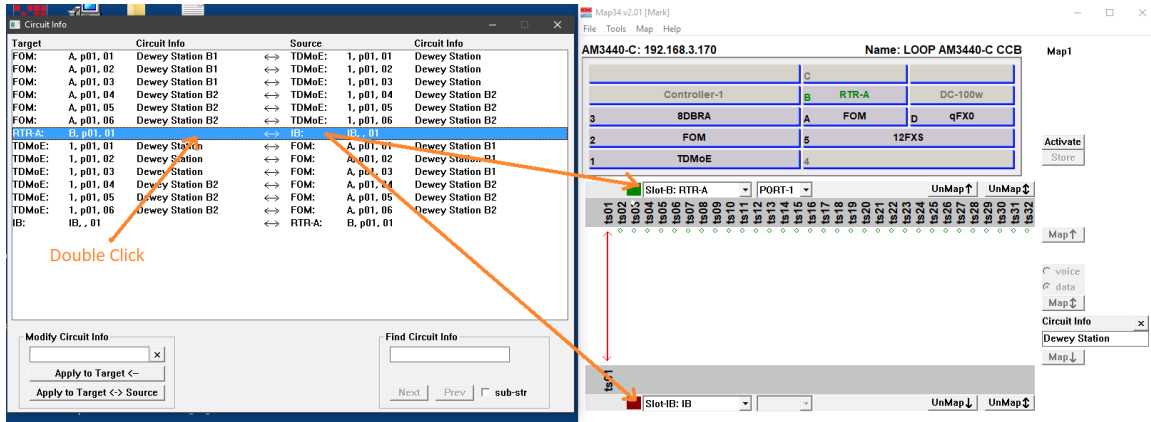 Circuit Info
Target Circuit Info Source Circuit Info
FOM: A, p01, 01 Dewey Station B1 <-> TDMoE: 1, p01, 01 Dewey Station
FOM: A, p01, 02 Dewey Station B1 <-> TDMoE: 1, p01, 02 Dewey Station
FOM: A, p01, 03 Dewey Station B1 <-> TDMoE: 1, p01, 03 Dewey Station
FOM: A, p01, 04 Dewey Station B2 <-> TDMoE: 1, p01, 04 Dewey Station B2
FOM: A, p01, 05 Dewey Station B2 <-> TDMoE: 1, p01, 05 Dewey Station B2
FOM: A, p01, 06 Dewey Station B2 <-> TDMoE: 1, p01, 06 Dewey Station B2
RTR-A: B, p01, 01 <-> IB: IB, , 01
TDMoE: 1, p01, 01 Dewey Station <-> FOM: A, p01, 01 Dewey Station B1
TDMoE: 1, p01, 02 Dewey Station <-> FOM: A, p01, 02 Dewey Station B1
TDMoE: 1, p01, 03 Dewey Station <-> FOM: A, p01, 03 Dewey Station B1
TDMoE: 1, p01, 04 Dewey Station B2 <-> FOM: A, p01, 04 Dewey Station B2
TDMoE: 1, p01, 05 Dewey Station B2 <-> FOM: A, p01, 05 Dewey Station B2
TDMoE: 1, p01, 06 Dewey Station B2 <-> FOM: A, p01, 06 Dewey Station B2
IB: IB, , 01 <-> RTR-A: B, p01, 01
Double Click
Modify Circuit Info
Apply to Target <-
Apply to Target <-> Source
Find Circuit Info
Next Prev sub-str
Map34 v2.01 [Mark]
File Tools Map Help
AM3440-C: 192.168.3.170 Name: LOOP AM3440-C CCB Map1
C
Controller-1 B RTR-A DC-100w
3 8DBRA A FOM D qFX0
2 FOM 5 12FXS
1 TDMoE 4
Activate
Store
Slot-B: RTR-A PORT-1 UnMap↑ UnMap↕
ts01 ts02 ts03 ts04 ts05 ts06 ts07 ts08 ts09 ts10 ts11 ts12 ts13 ts14 ts15 ts16 ts17 ts18 ts19 ts20 ts21 ts22 ts23 ts24 ts25 ts26 ts27 ts28 ts29 ts30 ts31 ts32
Map↑
voice
data
Map↕
Circuit Info x
Dewey Station
Map↓
ts01
Slot-IB: IB UnMap↓ UnMap↕